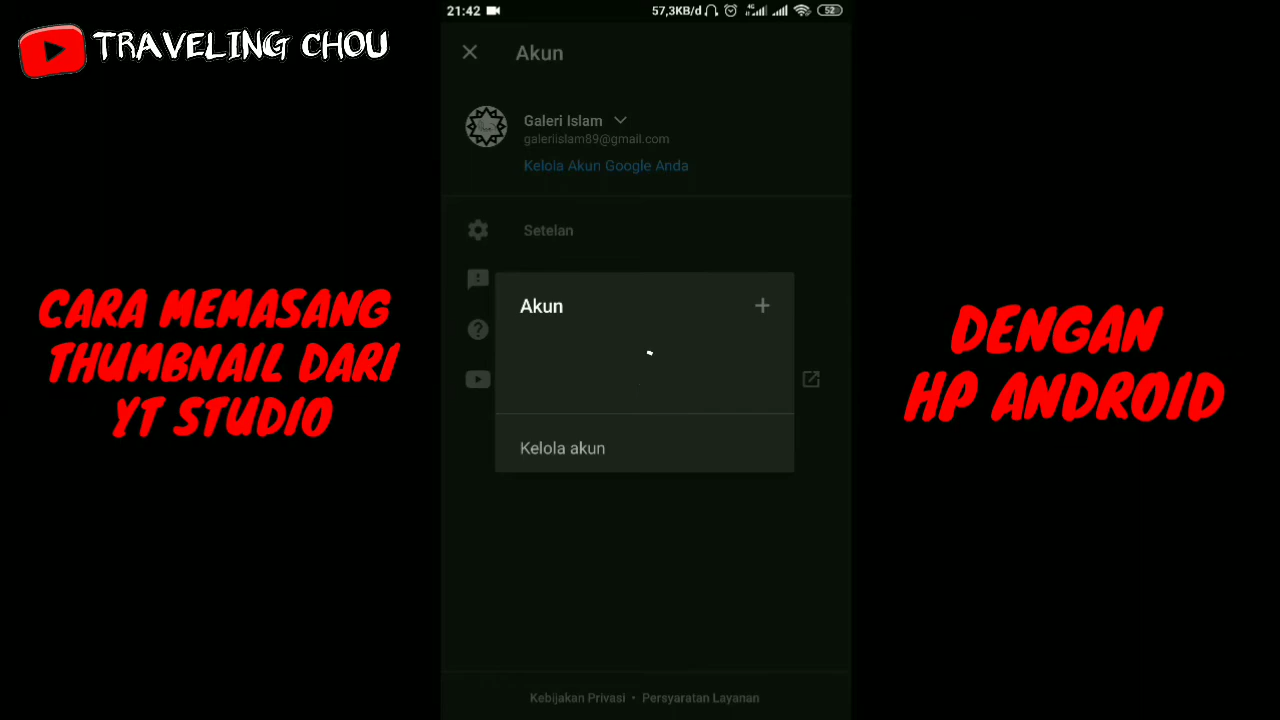 TRAVELING CHOU
21:42
57,3KB/d 4G 52
Akun
Galeri Islam
galeriislam89@gmail.com
Kelola Akun Google Anda
Setelan
Akun
Kelola akun
Kebijakan Privasi • Persyaratan Layanan
CARA MEMASANG
THUMBNAIL DARI
YT STUDIO
DENGAN
HP ANDROID